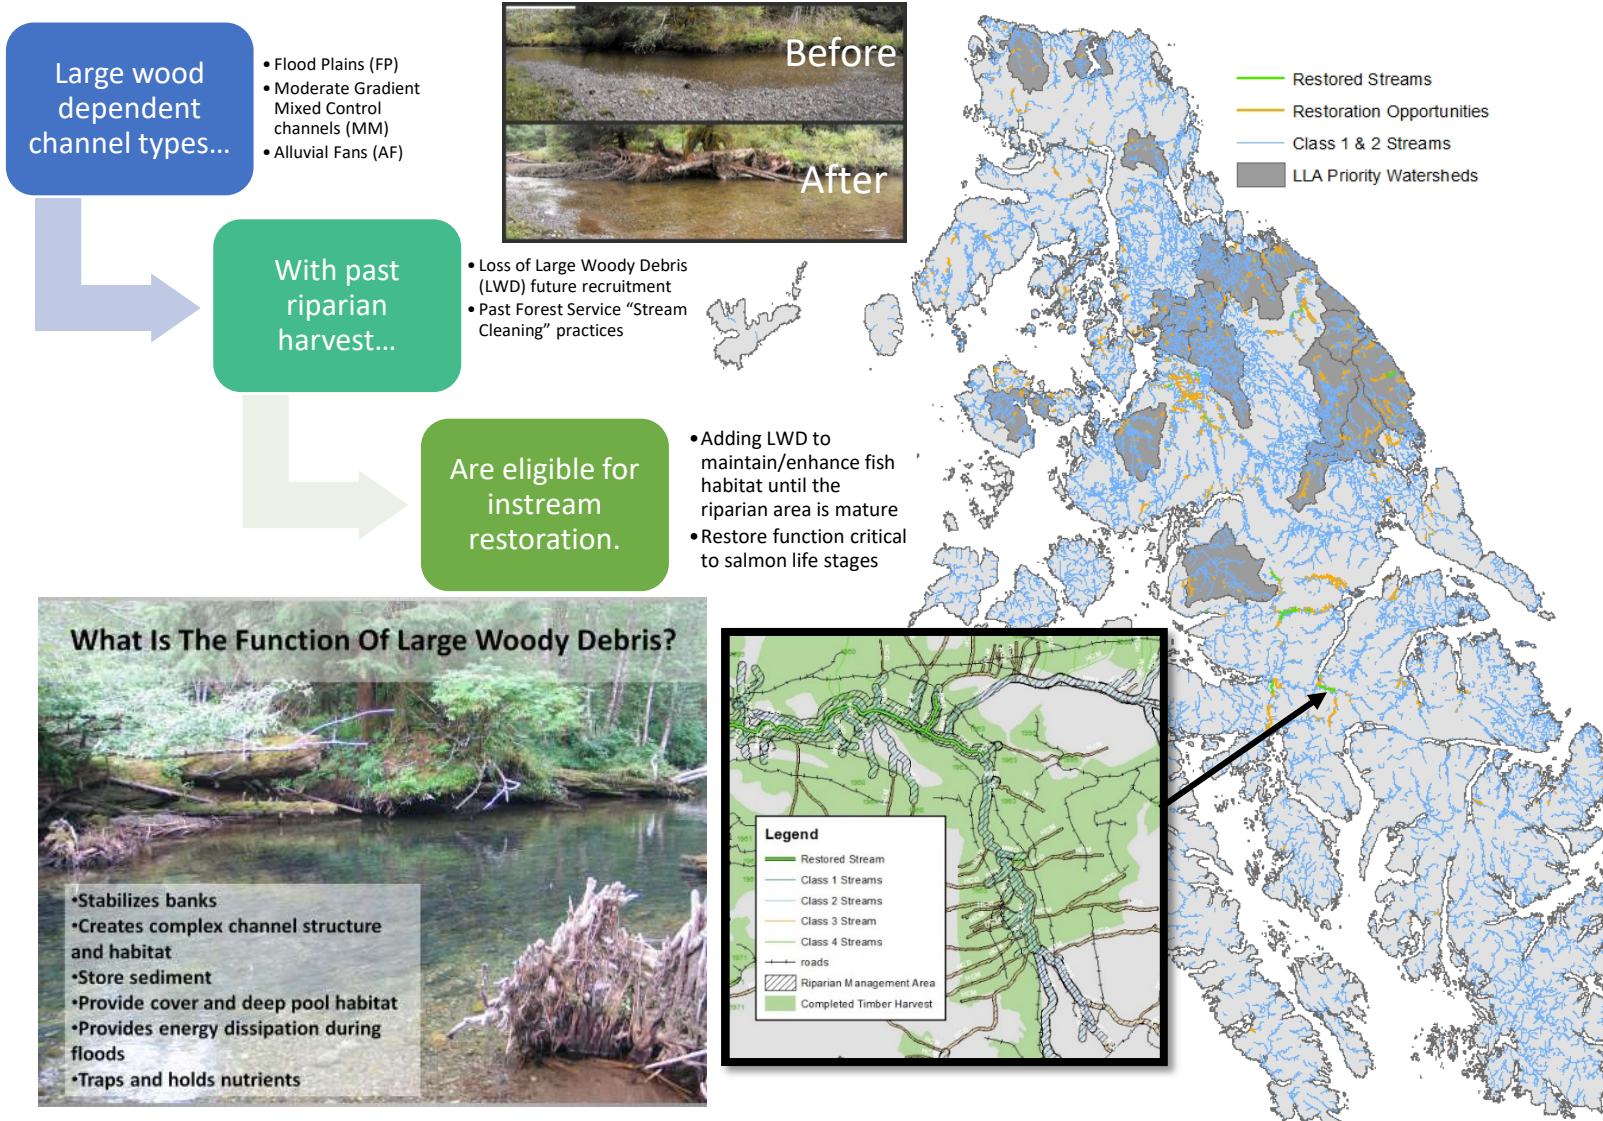 Large wood
dependent
channel types...
• Flood Plains (FP)
• Moderate Gradient
Mixed Control
channels (MM)
• Alluvial Fans (AF)
Before
After
With past
riparian
harvest...
• Loss of Large Woody Debris
(LWD) future recruitment
• Past Forest Service “Stream
Cleaning” practices
Are eligible for
instream
restoration.
• Adding LWD to
maintain/enhance fish
habitat until the
riparian area is mature
• Restore function critical
to salmon life stages
Restored Streams
Restoration Opportunities
Class 1 & 2 Streams
LLA Priority Watersheds
What Is The Function Of Large Woody Debris?
•Stabilizes banks
•Creates complex channel structure
and habitat
•Store sediment
•Provide cover and deep pool habitat
•Provides energy dissipation during
floods
•Traps and holds nutrients
Legend
Restored Stream
Class 1 Streams
Class 2 Streams
Class 3 Stream
Class 4 Streams
roads
Riparian Management Area
Completed Timber Harvest